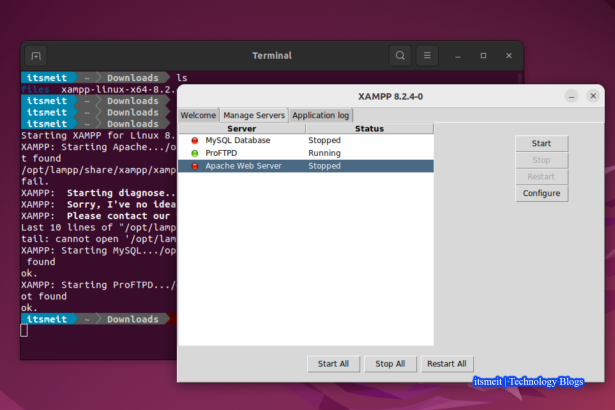 Terminal
itsmeit ~ Downloads ls
files xampp-linux-x64-8.2.
itsmeit ~ Downloads
itsmeit ~ Downloads
itsmeit ~ Downloads
Starting XAMPP for Linux 8.
XAMPP: Starting Apache.../o
t found
/opt/lampp/share/xampp/xamp
fail.
XAMPP: Starting diagnose..
XAMPP: Sorry, I've no idea
XAMPP: Please contact our
Last 10 lines of "/opt/lamp
tail: cannot open '/opt/lam
XAMPP: Starting MySQL.../op
found
ok.
XAMPP: Starting ProFTPD.../
ot found
ok.
itsmeit ~ Downloads
XAMPP 8.2.4-0
Welcome Manage Servers Application log
Server Status
MySQL Database Stopped
ProFTPD Running
Apache Web Server Stopped
Start
Stop
Restart
Configure
Start All Stop All Restart All
itsmeit | Technology Blogs